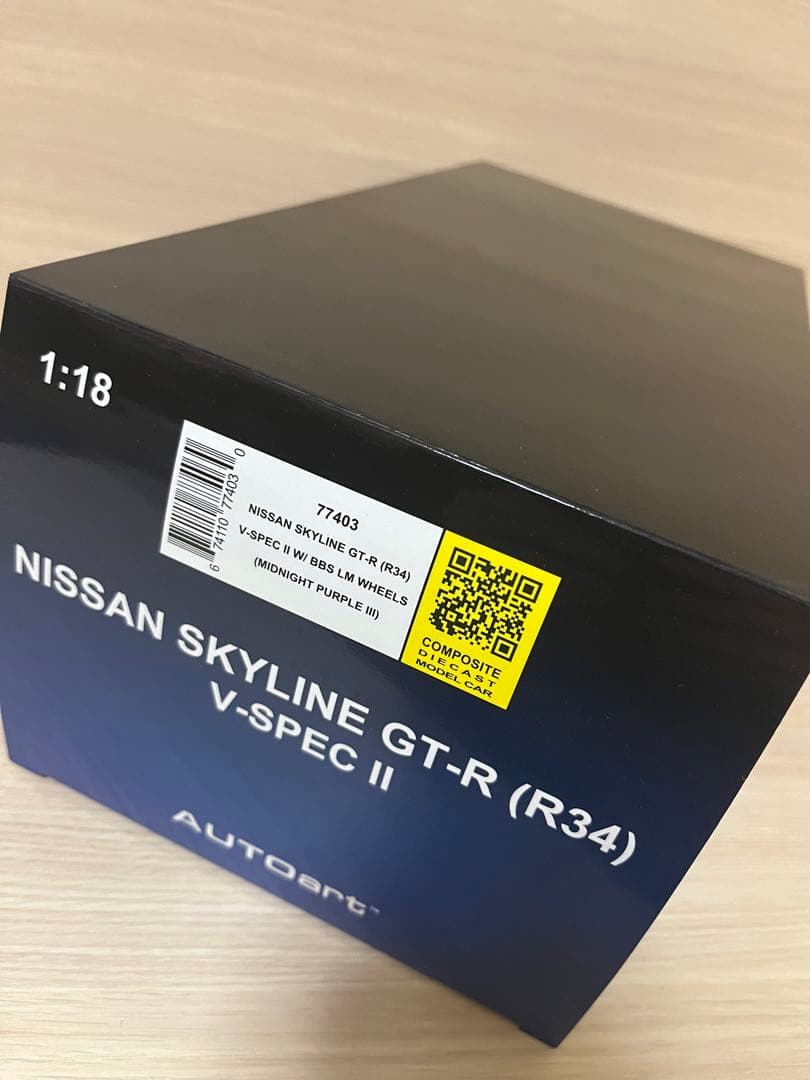 1:18
77403
NISSAN SKYLINE GT-R (R34)
V-SPEC II W/ BBS LM WHEELS
(MIDNIGHT PURPLE III)
6 74110 77403 0
COMPOSITE
DIECAST
MODEL CAR
NISSAN SKYLINE GT-R (R34)
V-SPEC II
AUTOart™